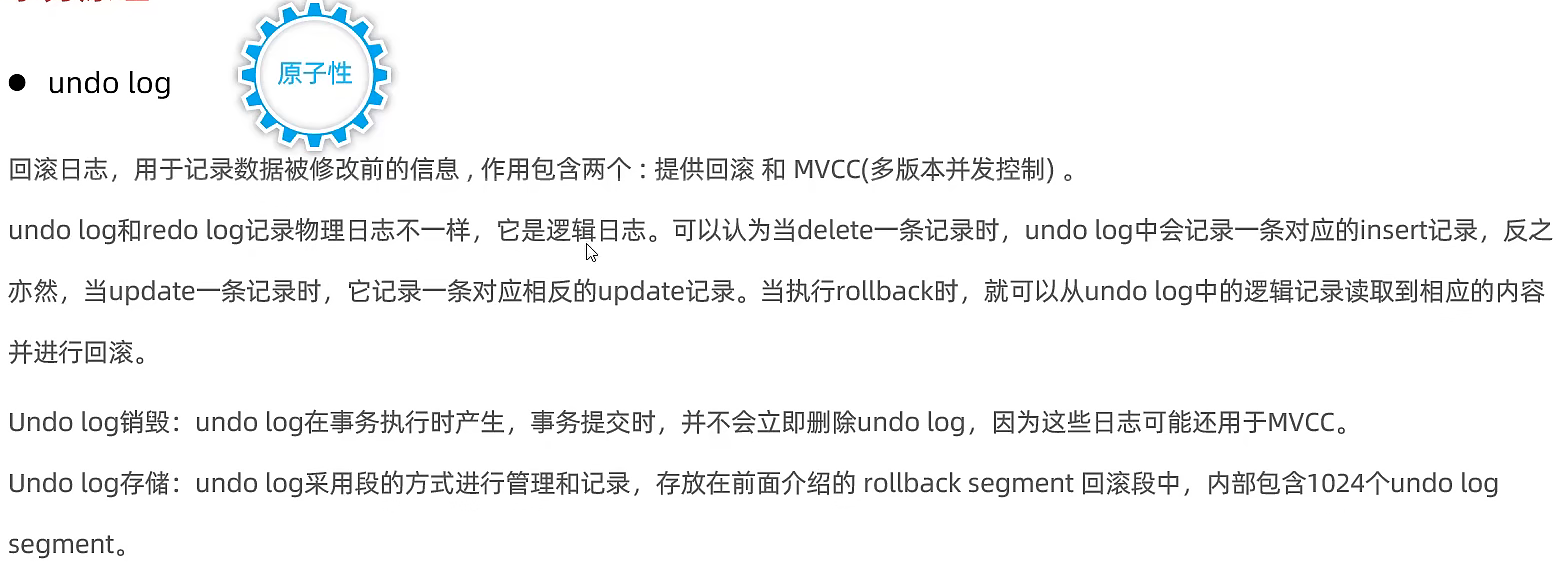 原子性
● undo log
回滚日志，用于记录数据被修改前的信息 , 作用包含两个 : 提供回滚 和 MVCC(多版本并发控制) 。
undo log和redo log记录物理日志不一样，它是逻辑日志。可以认为当delete一条记录时，undo log中会记录一条对应的insert记录，反之
亦然，当update一条记录时，它记录一条对应相反的update记录。当执行rollback时，就可以从undo log中的逻辑记录读取到相应的内容
并进行回滚。
Undo log销毁：undo log在事务执行时产生，事务提交时，并不会立即删除undo log，因为这些日志可能还用于MVCC。
Undo log存储：undo log采用段的方式进行管理和记录，存放在前面介绍的 rollback segment 回滚段中，内部包含1024个undo log
segment。